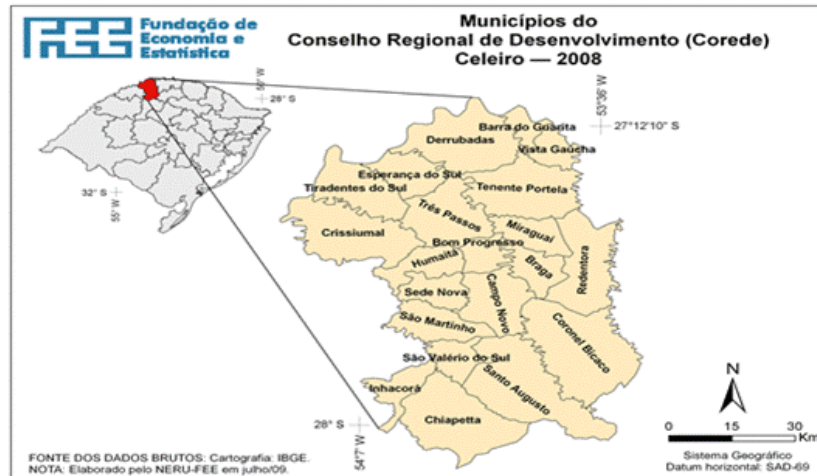 FEE Fundação de
Economia e
Estatística
Municípios do
Conselho Regional de Desenvolvimento (Corede)
Celeiro — 2008
28° S
32° S
55° W
53°36' W
27°12'10" S
Barra do Guarita
Derrubadas
Vista Gaúcha
Esperança do Sul
Tiradentes do Sul
Tenente Portela
Três Passos
Crissiumal
Miraguaí
Bom Progresso
Humaitá
Braga
Redentora
Sede Nova
Campo Novo
São Martinho
Coronel Bicaco
São Valério do Sul
Santo Augusto
Inhacorá
Chiapetta
28° S
54°7' W
N
0 15 30
Km
Sistema Geográfico
Datum horizontal: SAD-69
FONTE DOS DADOS BRUTOS: Cartografia: IBGE.
NOTA: Elaborado pelo NERU-FEE em julho/09.